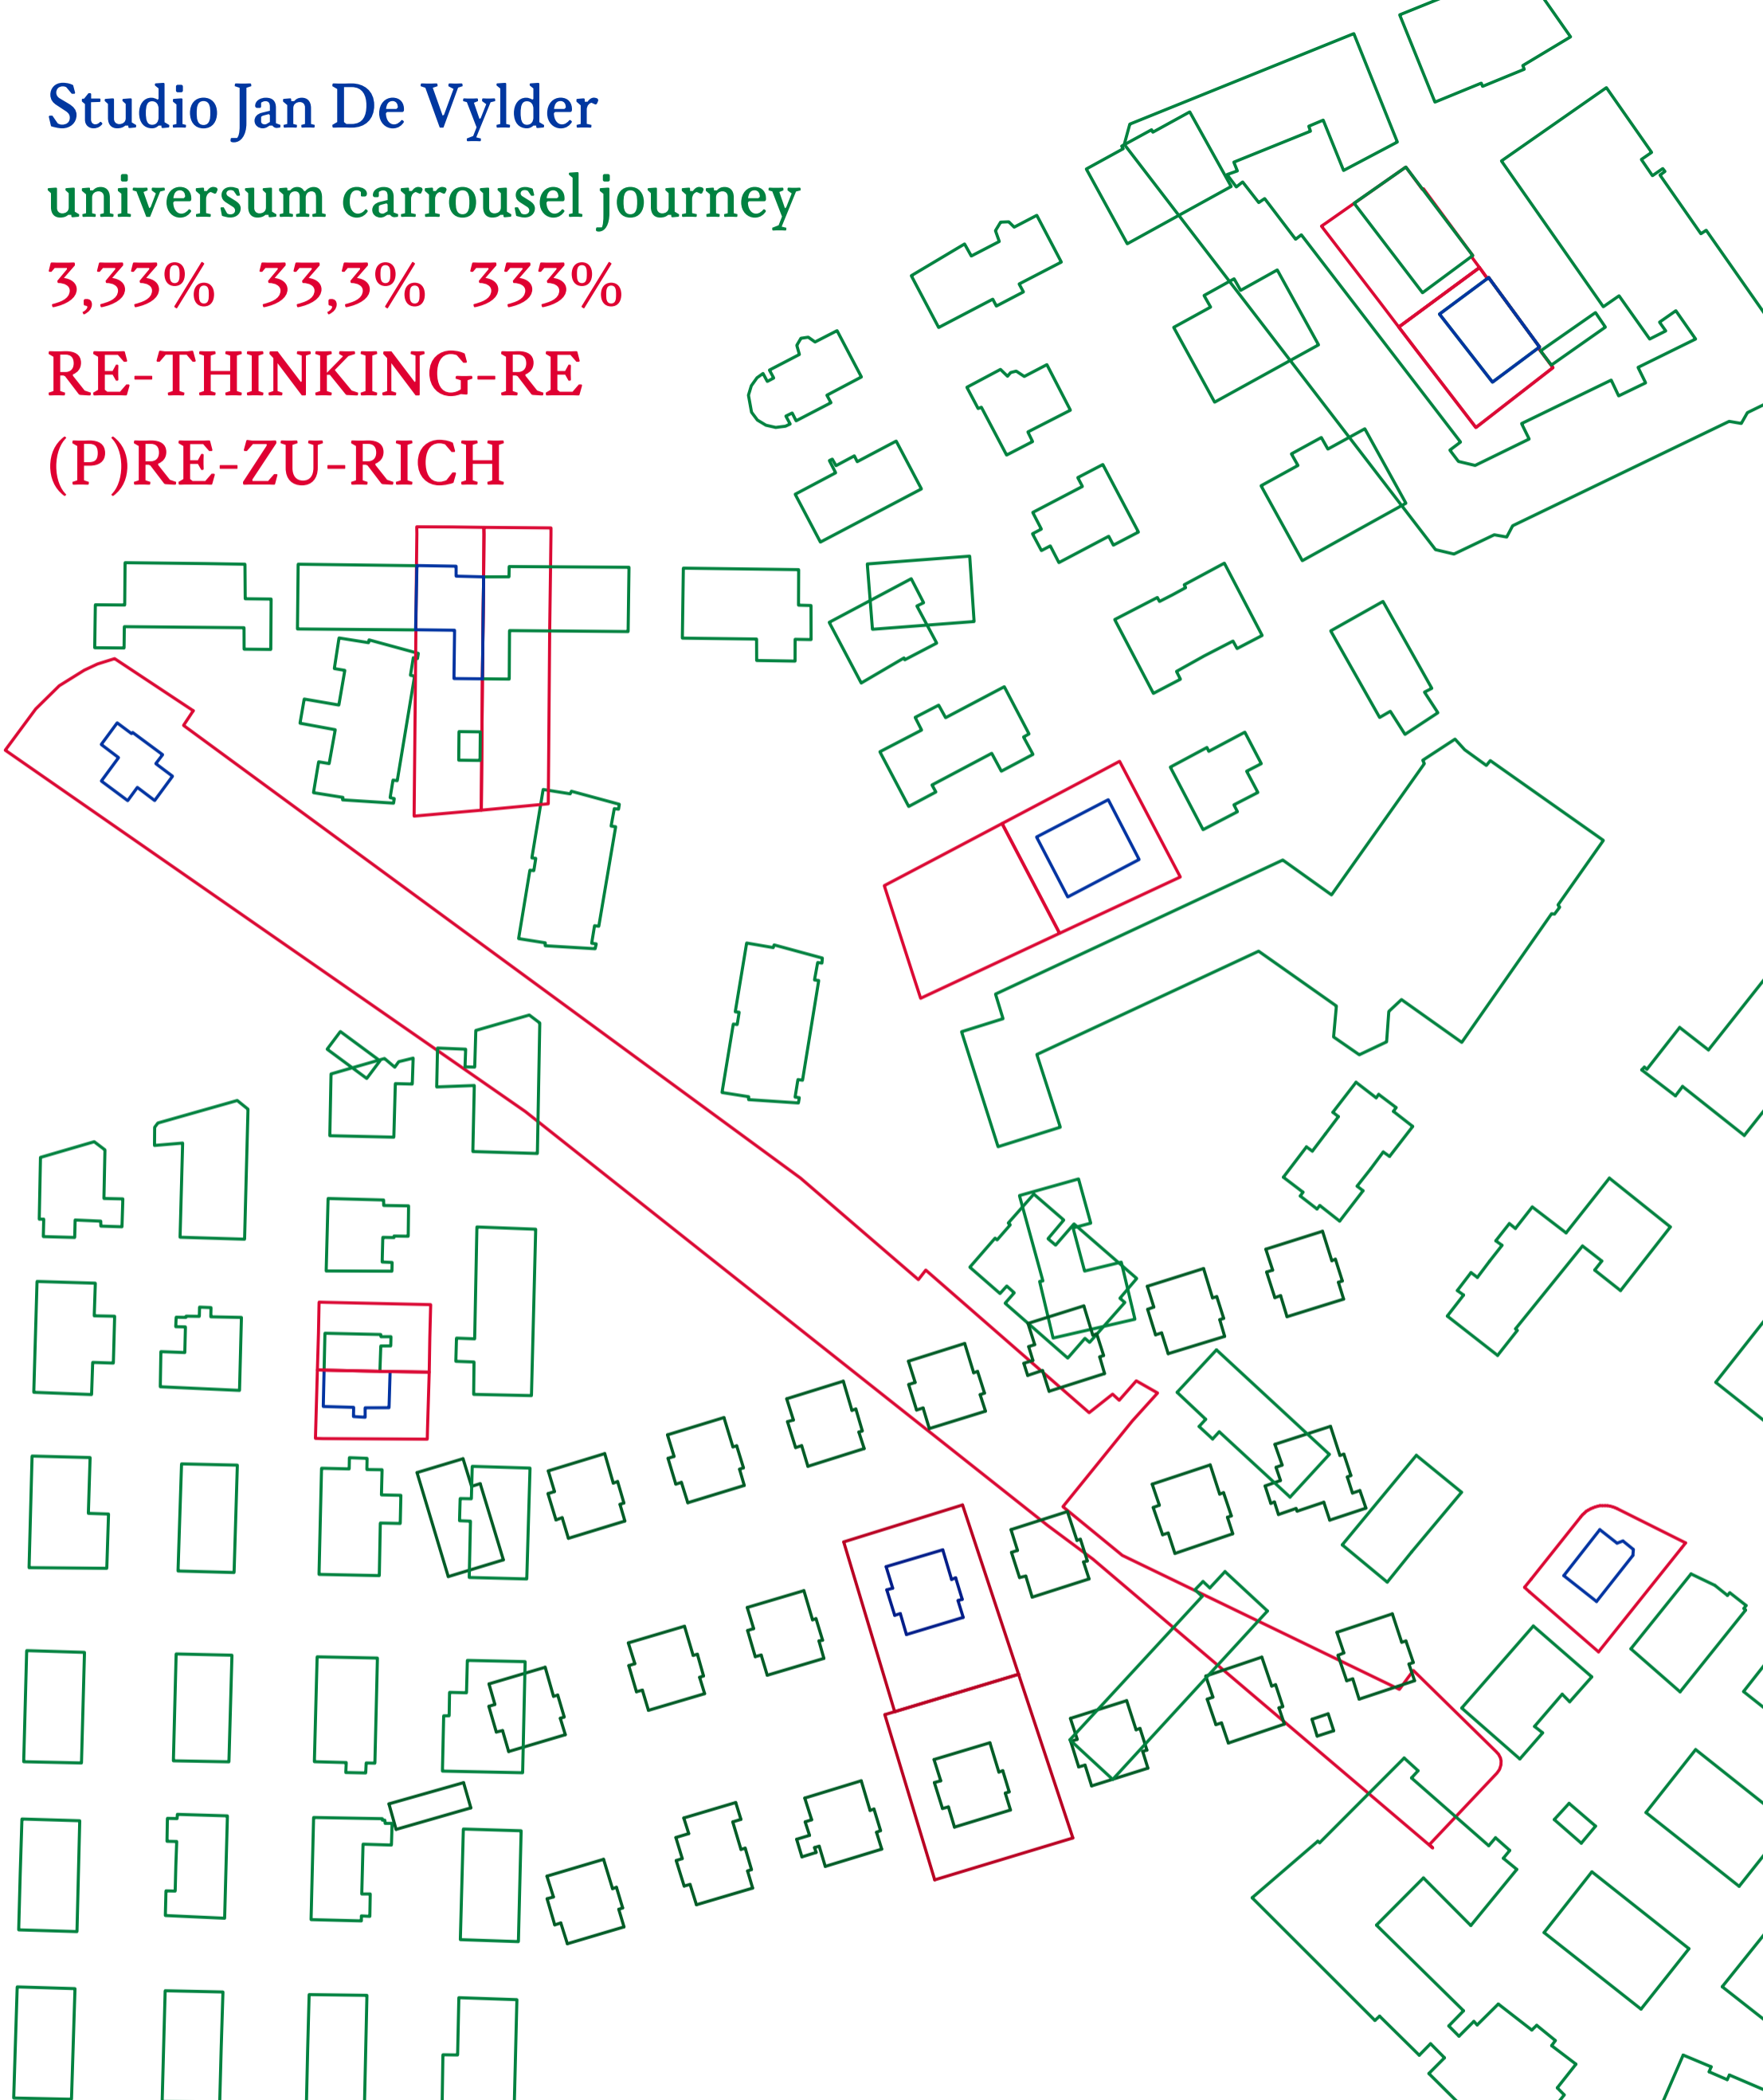 Studio Jan De Vylder
universum carrousel journey
3,33% 33,3% 333%
RE-THINKING-RE
(P)RE-ZU-RICH